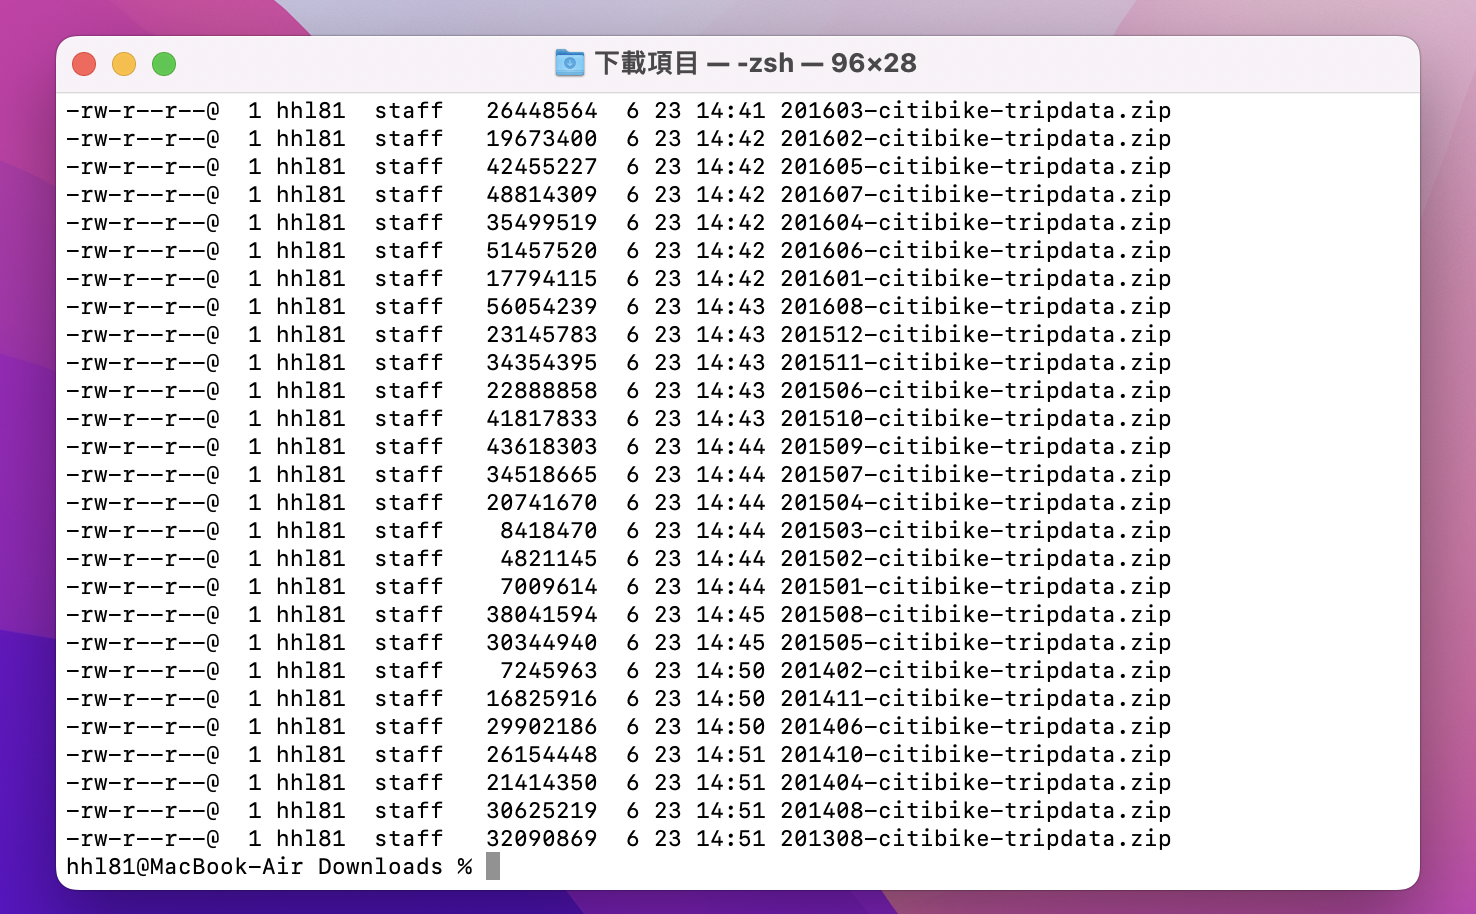 下載項目 — -zsh — 96×28
-rw-r--r--@  1 hhl81  staff   26448564  6 23 14:41 201603-citibike-tripdata.zip
-rw-r--r--@  1 hhl81  staff   19673400  6 23 14:42 201602-citibike-tripdata.zip
-rw-r--r--@  1 hhl81  staff   42455227  6 23 14:42 201605-citibike-tripdata.zip
-rw-r--r--@  1 hhl81  staff   48814309  6 23 14:42 201607-citibike-tripdata.zip
-rw-r--r--@  1 hhl81  staff   35499519  6 23 14:42 201604-citibike-tripdata.zip
-rw-r--r--@  1 hhl81  staff   51457520  6 23 14:42 201606-citibike-tripdata.zip
-rw-r--r--@  1 hhl81  staff   17794115  6 23 14:42 201601-citibike-tripdata.zip
-rw-r--r--@  1 hhl81  staff   56054239  6 23 14:43 201608-citibike-tripdata.zip
-rw-r--r--@  1 hhl81  staff   23145783  6 23 14:43 201512-citibike-tripdata.zip
-rw-r--r--@  1 hhl81  staff   34354395  6 23 14:43 201511-citibike-tripdata.zip
-rw-r--r--@  1 hhl81  staff   22888858  6 23 14:43 201506-citibike-tripdata.zip
-rw-r--r--@  1 hhl81  staff   41817833  6 23 14:43 201510-citibike-tripdata.zip
-rw-r--r--@  1 hhl81  staff   43618303  6 23 14:44 201509-citibike-tripdata.zip
-rw-r--r--@  1 hhl81  staff   34518665  6 23 14:44 201507-citibike-tripdata.zip
-rw-r--r--@  1 hhl81  staff   20741670  6 23 14:44 201504-citibike-tripdata.zip
-rw-r--r--@  1 hhl81  staff    8418470  6 23 14:44 201503-citibike-tripdata.zip
-rw-r--r--@  1 hhl81  staff    4821145  6 23 14:44 201502-citibike-tripdata.zip
-rw-r--r--@  1 hhl81  staff    7009614  6 23 14:44 201501-citibike-tripdata.zip
-rw-r--r--@  1 hhl81  staff   38041594  6 23 14:45 201508-citibike-tripdata.zip
-rw-r--r--@  1 hhl81  staff   30344940  6 23 14:45 201505-citibike-tripdata.zip
-rw-r--r--@  1 hhl81  staff    7245963  6 23 14:50 201402-citibike-tripdata.zip
-rw-r--r--@  1 hhl81  staff   16825916  6 23 14:50 201411-citibike-tripdata.zip
-rw-r--r--@  1 hhl81  staff   29902186  6 23 14:50 201406-citibike-tripdata.zip
-rw-r--r--@  1 hhl81  staff   26154448  6 23 14:51 201410-citibike-tripdata.zip
-rw-r--r--@  1 hhl81  staff   21414350  6 23 14:51 201404-citibike-tripdata.zip
-rw-r--r--@  1 hhl81  staff   30625219  6 23 14:51 201408-citibike-tripdata.zip
-rw-r--r--@  1 hhl81  staff   32090869  6 23 14:51 201308-citibike-tripdata.zip
hhl81@MacBook-Air Downloads %